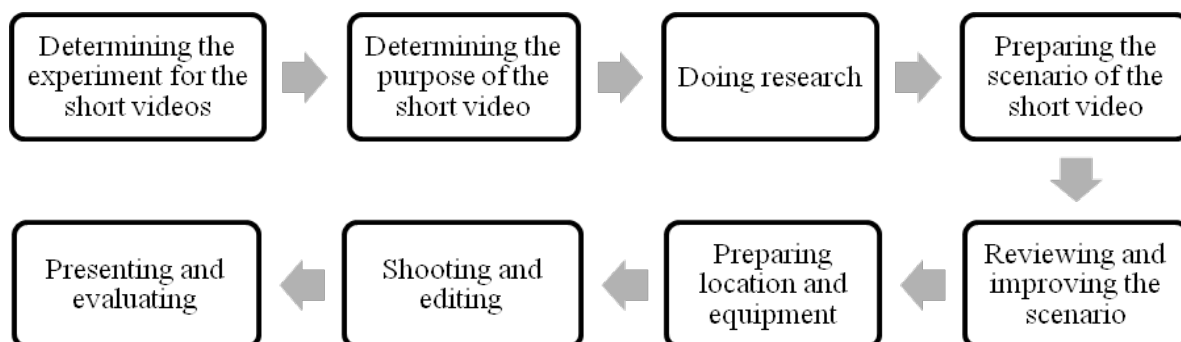 Determining the
experiment for the
short videos
Determining the
purpose of the
short video
Doing research
Preparing the
scenario of the
short video
Reviewing and
improving the
scenario
Preparing
location and
equipment
Shooting and
editing
Presenting and
evaluating